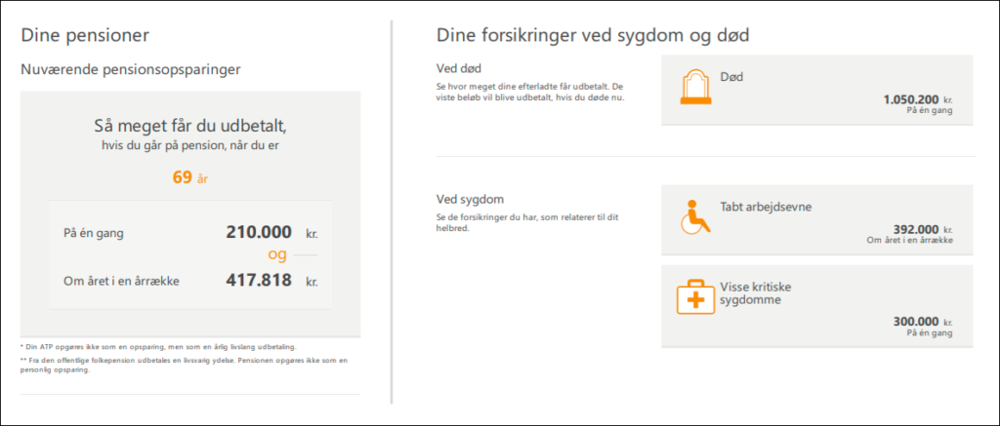 Dine pensioner
Nuværende pensionsopsparinger
Så meget får du udbetalt,
hvis du går på pension, når du er
69 år
På én gang 210.000 kr.
og
Om året i en årrække 417.818 kr.
* Din ATP opgøres ikke som en opsparing, men som en årlig livslang udbetaling.
** Fra den offentlige folkepension udbetales en livsvarig ydelse. Pensionen opgøres ikke som en
personlig opsparing.
Dine forsikringer ved sygdom og død
Ved død
Se hvor meget dine efterladte får udbetalt. De
viste beløb vil blive udbetalt, hvis du døde nu.
Død
1.050.200 kr.
På én gang
Ved sygdom
Se de forsikringer du har, som relaterer til dit
helbred.
Tabt arbejdsevne
392.000 kr.
Om året i en årrække
Visse kritiske
sygdomme
300.000 kr.
På én gang